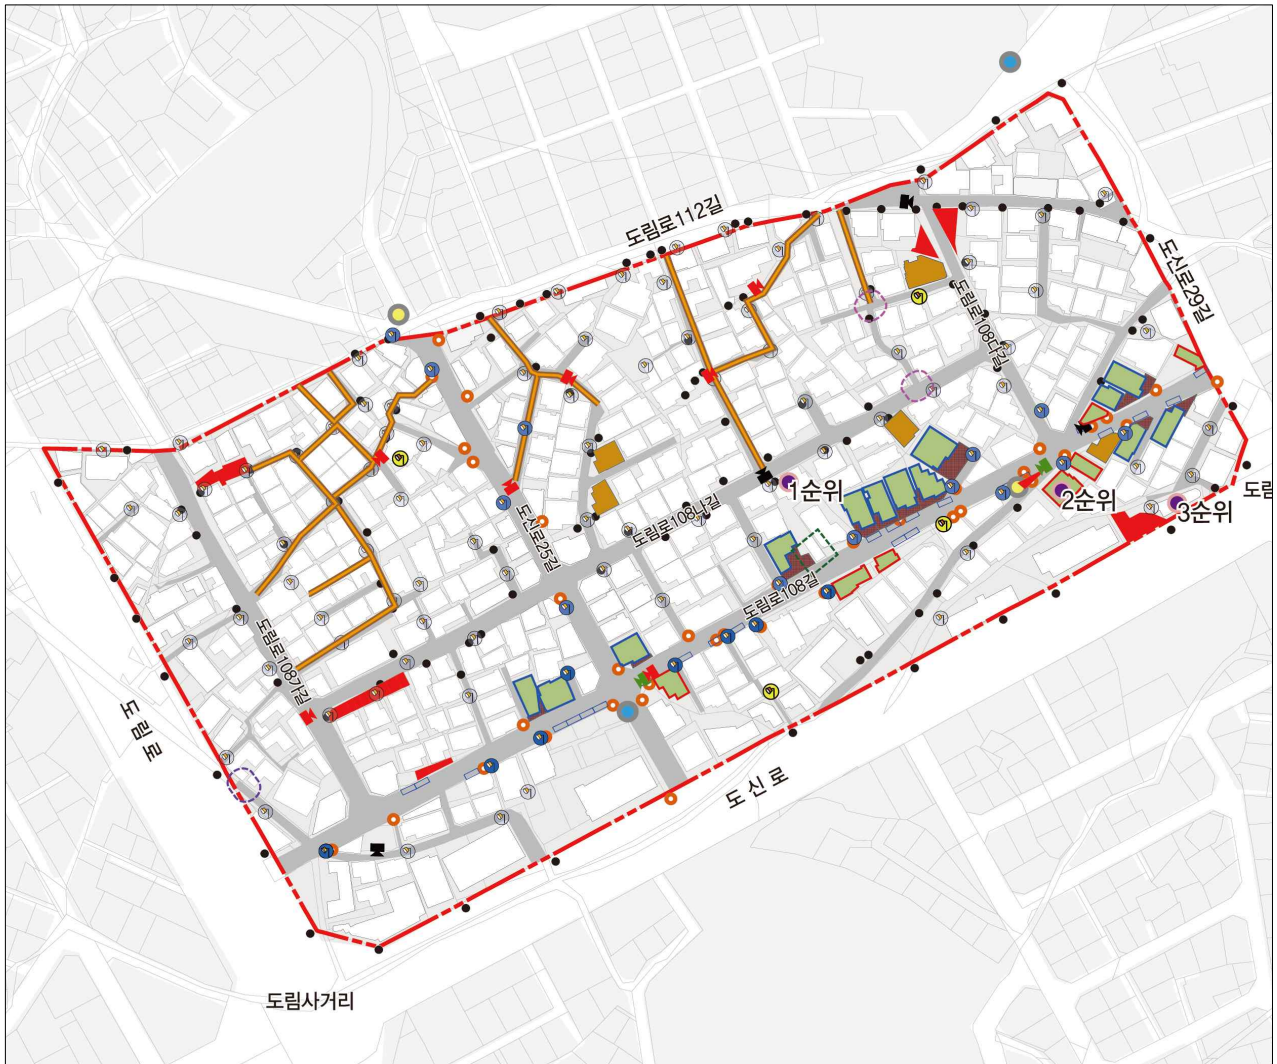 도림로112길
도신로29길
도림로108다길
1순위
2순위
3순위
도림
도림로108나길
도신로25길
도림로108길
도림로108가길
도림로
도신로
도림사거리